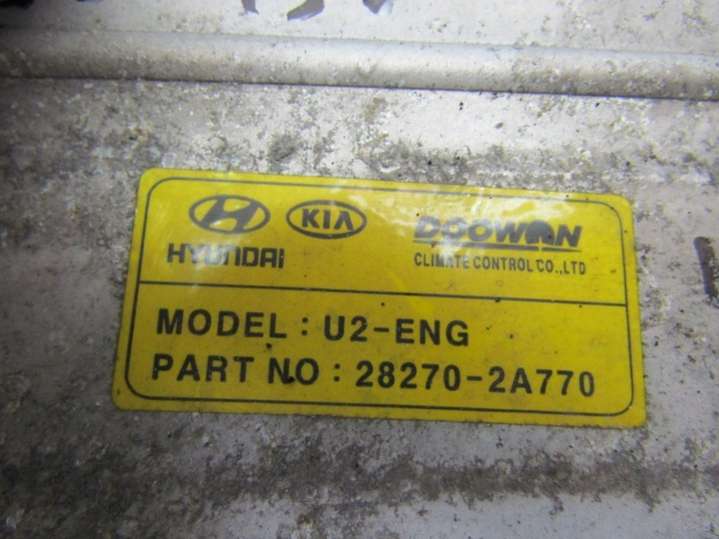 HYUNDAI KIA DOOWON
CLIMATE CONTROL CO.,LTD
MODEL : U2-ENG
PART NO : 28270-2A770